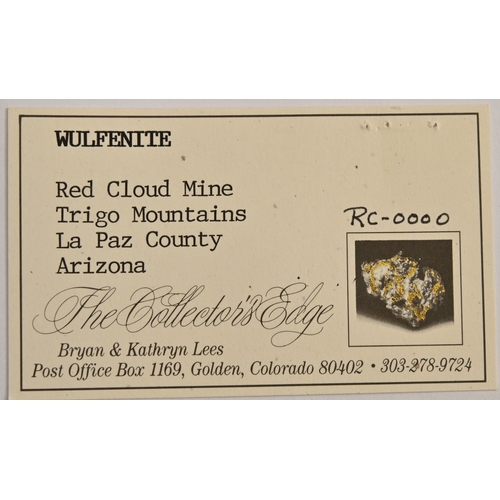 WULFENITE
Red Cloud Mine
Trigo Mountains
La Paz County
Arizona
RC-0000
The Collector's Edge
Bryan & Kathryn Lees
Post Office Box 1169, Golden, Colorado 80402 • 303-278-9724